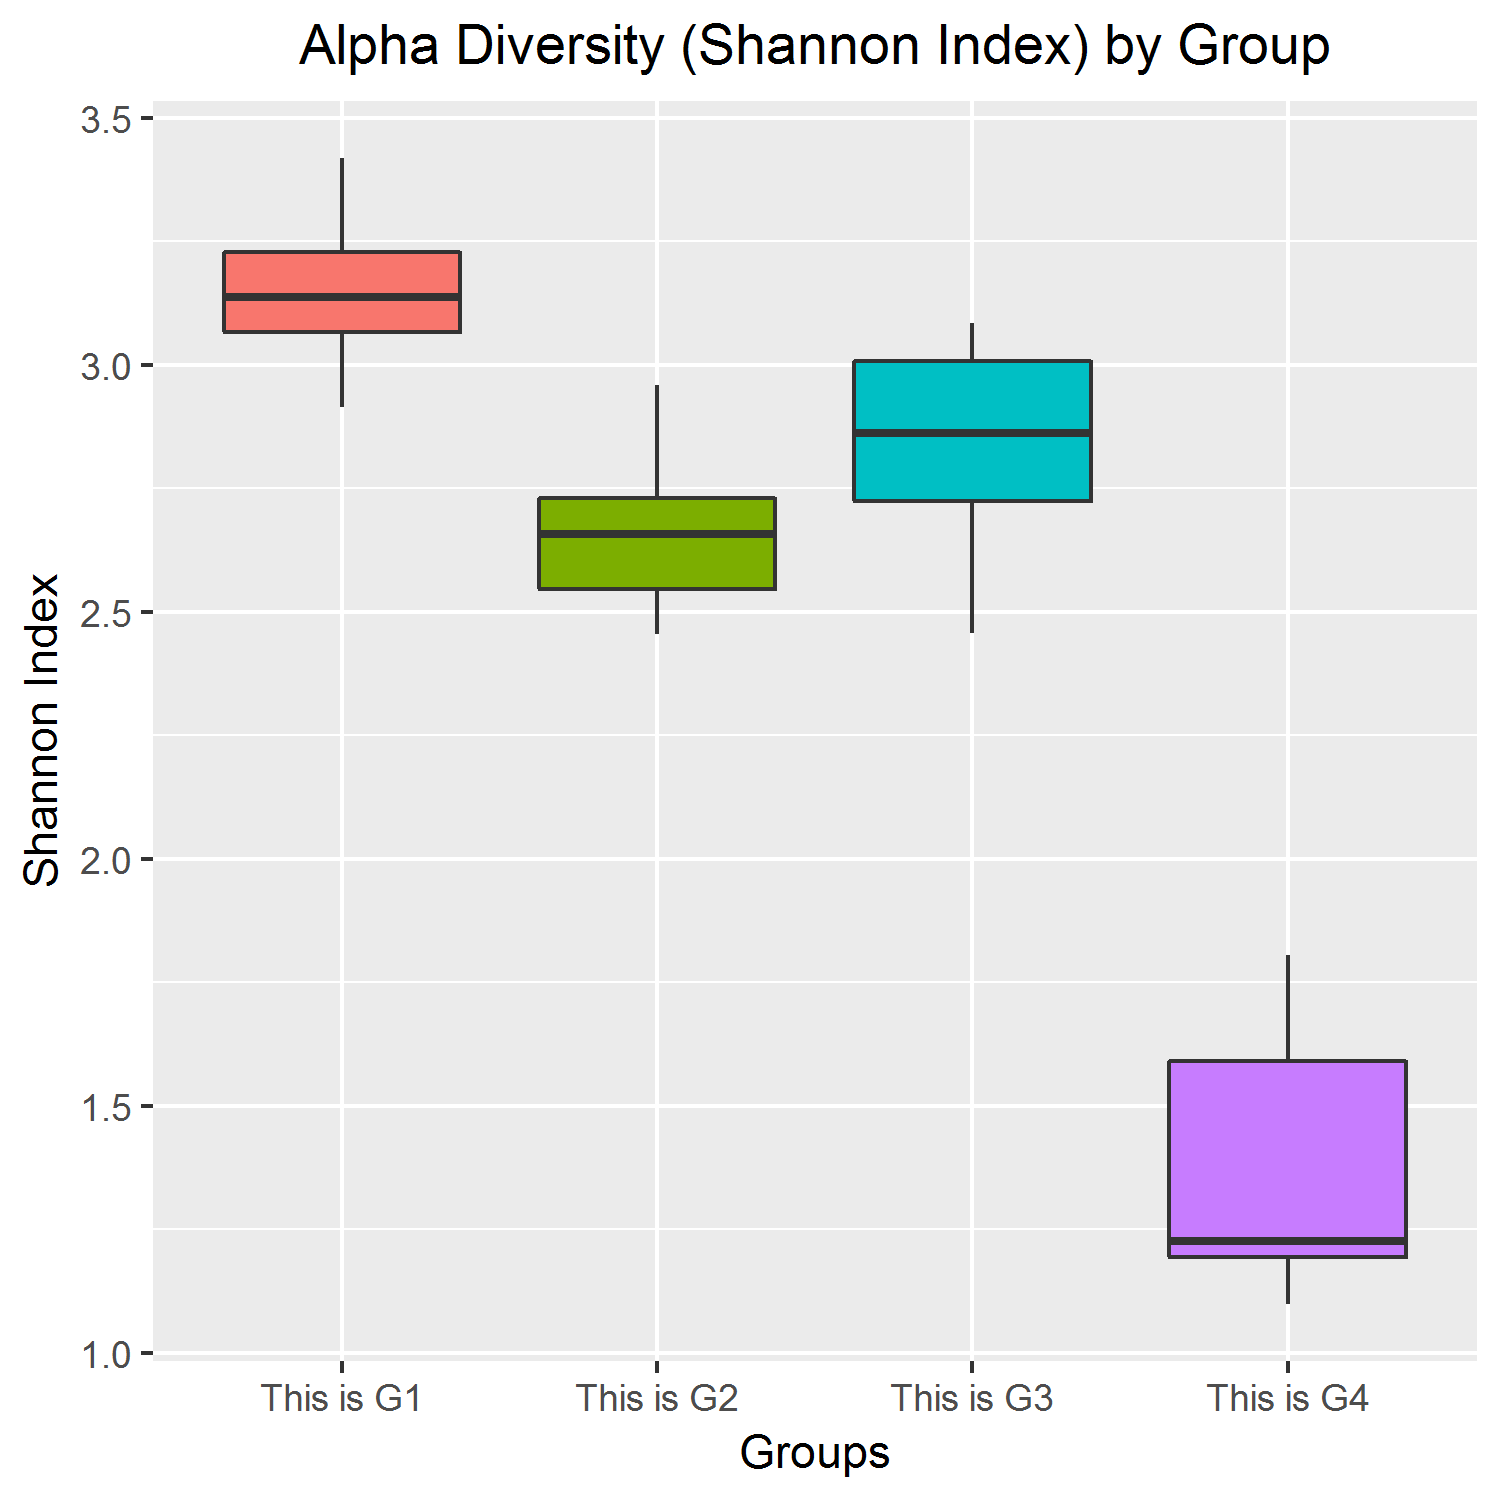 Alpha Diversity (Shannon Index) by Group
Shannon Index
3.5
3.0
2.5
2.0
1.5
1.0
This is G1
This is G2
This is G3
This is G4
Groups